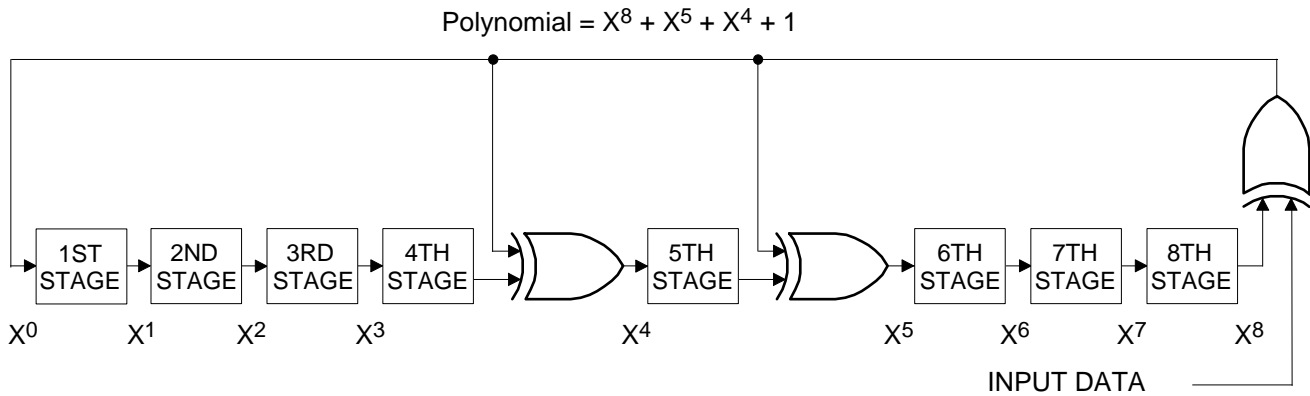 Polynomial = X⁸ + X⁵ + X⁴ + 1
1ST STAGE
2ND STAGE
3RD STAGE
4TH STAGE
5TH STAGE
6TH STAGE
7TH STAGE
8TH STAGE
X⁰ X¹ X² X³ X⁴ X⁵ X⁶ X⁷ X⁸
INPUT DATA